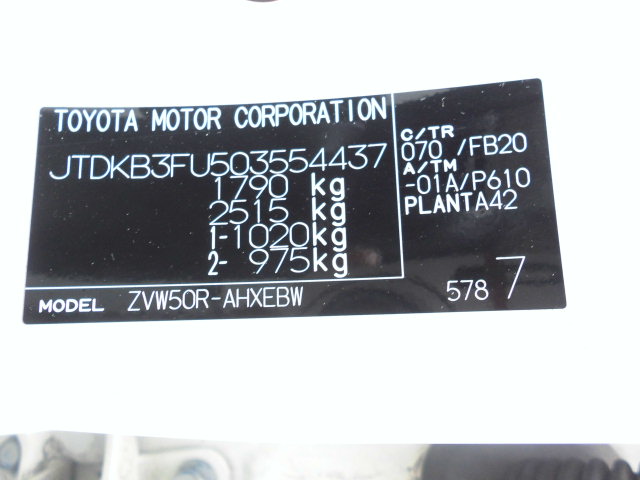 TOYOTA MOTOR CORPORATION
JTDKB3FU503554437
1790 kg
2515 kg
1-1020kg
2- 975kg
C/TR
070 /FB20
A/TM
-01A/P610
PLANTA42
MODEL ZVW50R-AHXEBW
578 7